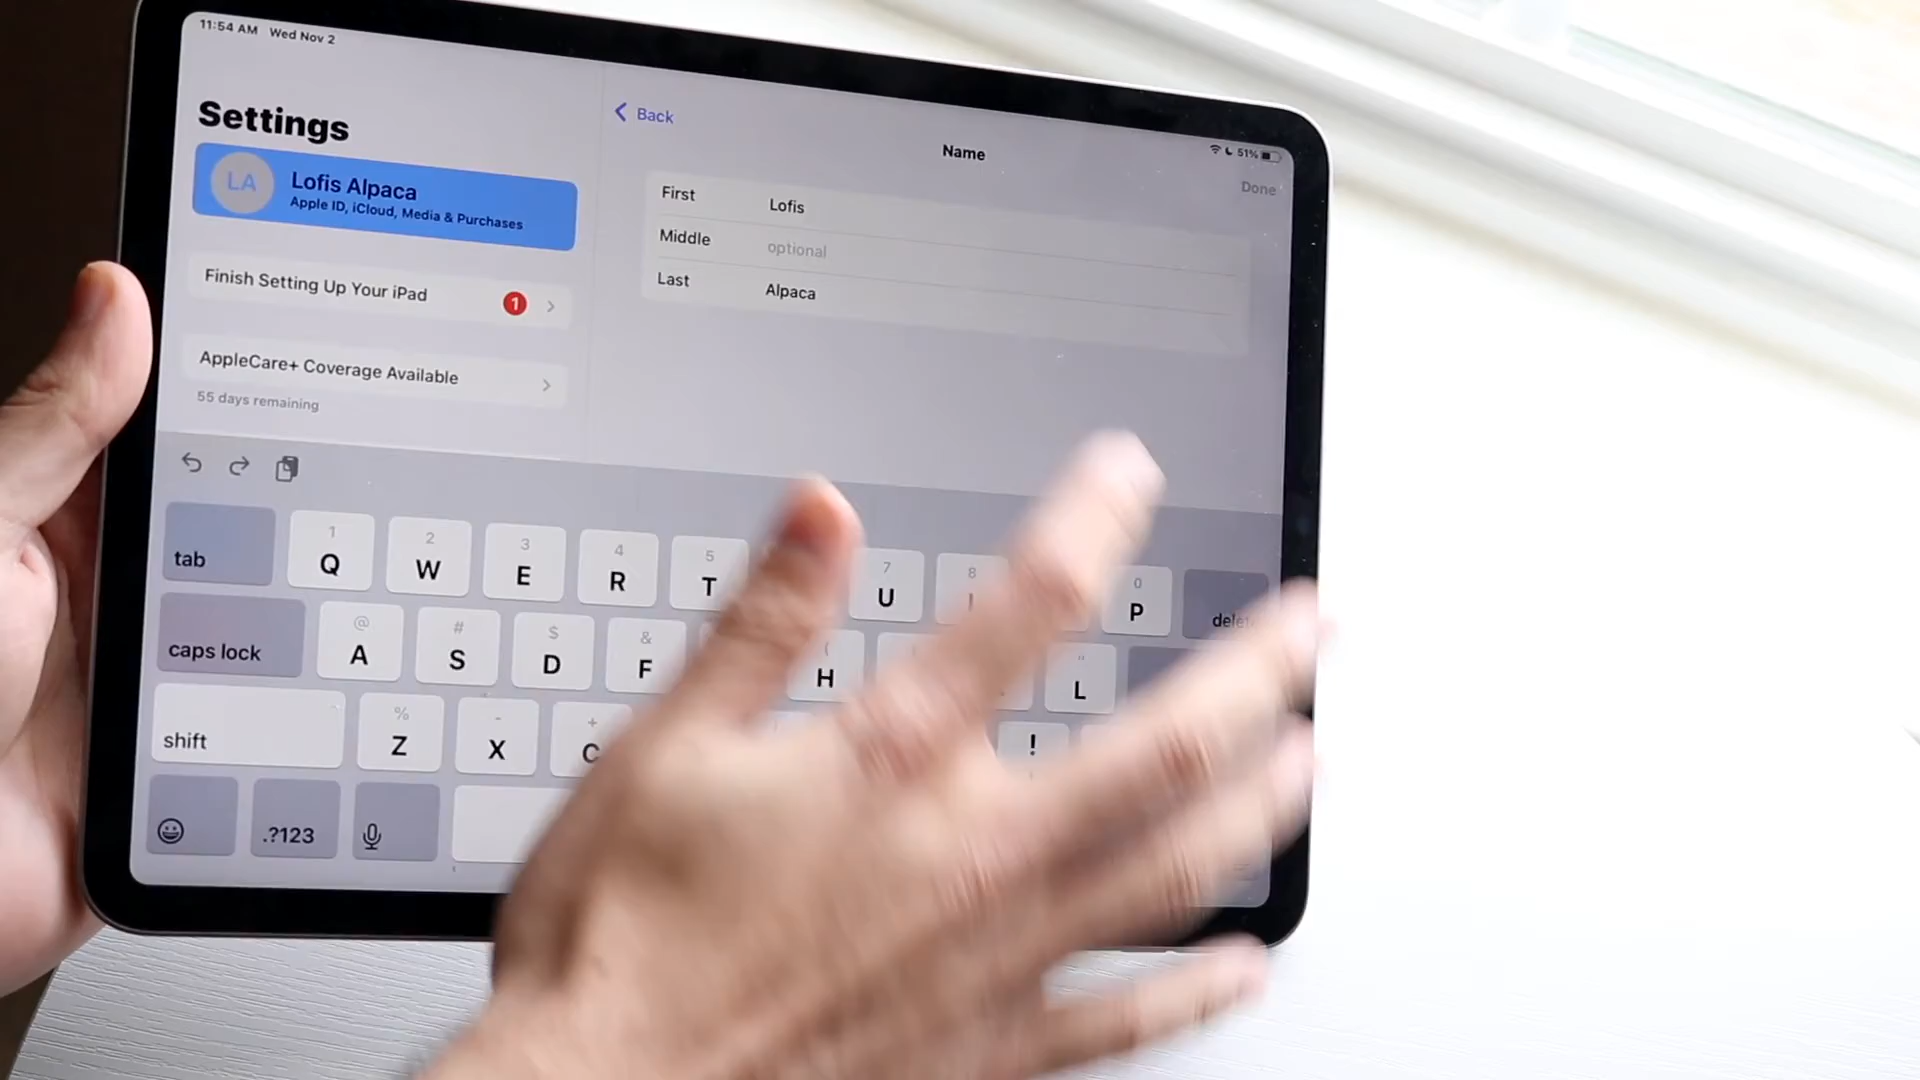 11:54 AM Wed Nov 2
51%
Settings
LA
Lofis Alpaca
Apple ID, iCloud, Media & Purchases
Finish Setting Up Your iPad
1
AppleCare+ Coverage Available
55 days remaining
Back
Name
Done
First Lofis
Middle optional
Last Alpaca
1 2 3 4 5 7 8 0
tab Q W E R T U I P
@ # $ & ( "
caps lock A S D F H L
% - +
shift Z X C !
.?123